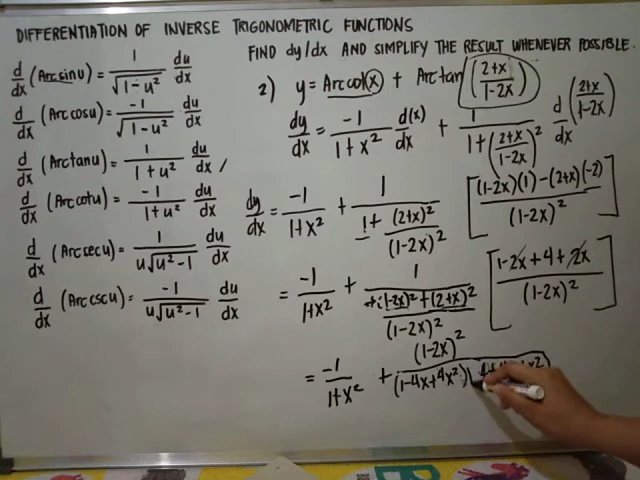 DIFFERENTIATION OF INVERSE TRIGONOMETRIC FUNCTIONS
FIND dy/dx AND SIMPLIFY THE RESULT WHENEVER POSSIBLE.
d/dx (Arcsinu) = 1/√(1-u²) du/dx
d/dx (Arccosu) = -1/√(1-u²) du/dx
d/dx (Arctanu) = 1/(1+u²) du/dx /
d/dx (Arccotu) = -1/(1+u²) du/dx
d/dx (Arcsecu) = 1/(u√(u²-1)) du/dx
d/dx (Arccscu) = -1/(u√(u²-1)) du/dx
2) y = Arccot(x) + Arctan((2+x)/(1-2x))
dy/dx = -1/(1+x²) d(x)/dx + 1/(1+((2+x)/(1-2x))²) d/dx((2+x)/(1-2x))
dy/dx = -1/(1+x²) + 1/(1+(2+x)²/(1-2x)²) [((1-2x)(1)-(2+x)(-2))/(1-2x)²]
= -1/(1+x²) + 1/(((1-2x)²+(2+x)²)/(1-2x)²) [(1-2x+4+2x)/(1-2x)²]
= -1/(1+x²) + (1-2x)²/((1-4x+4x²)